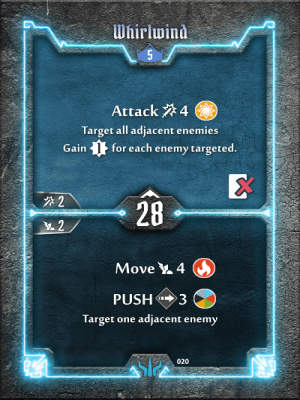 Whirlwind
5
Attack 4
Target all adjacent enemies
Gain 1 for each enemy targeted.
2
28
2
Move 4
PUSH 3
Target one adjacent enemy
020